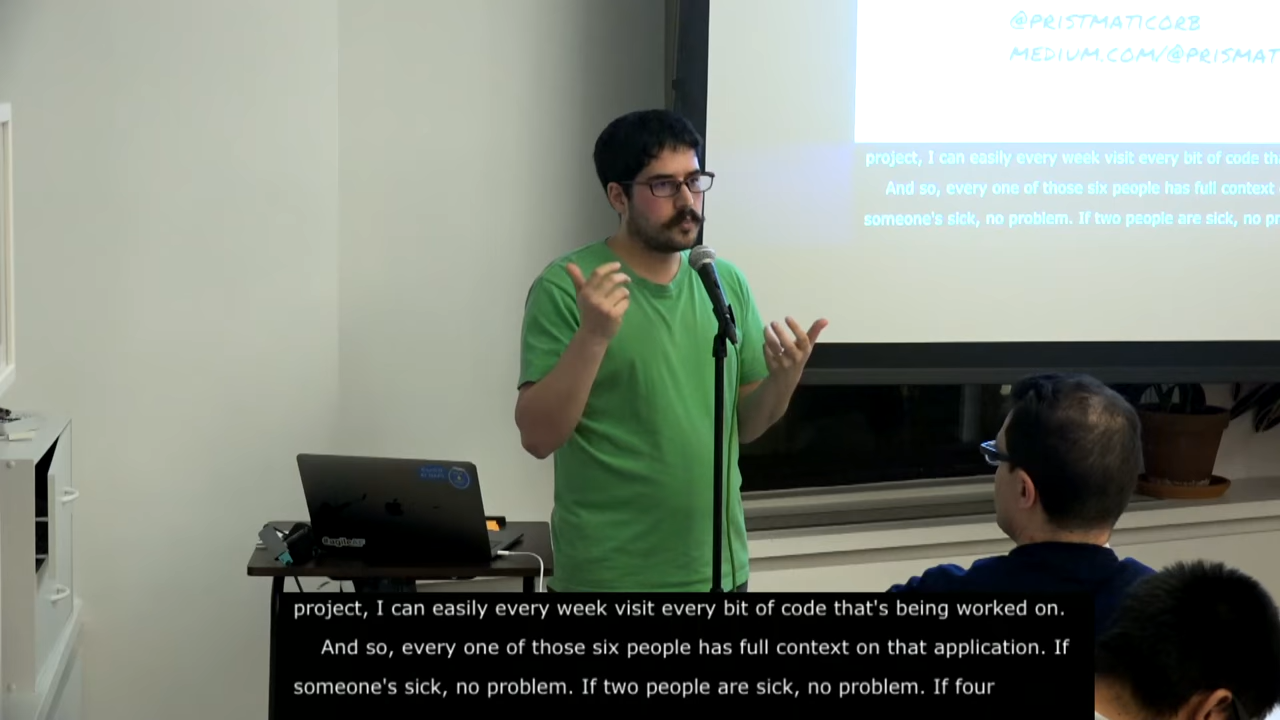 @PRISTMATICORB
MEDIUM.COM/@PRISMAT
project, I can easily every week visit every bit of code tha
And so, every one of those six people has full context
someone's sick, no problem. If two people are sick, no pr
project, I can easily every week visit every bit of code that's being worked on.
And so, every one of those six people has full context on that application. If
someone's sick, no problem. If two people are sick, no problem. If four